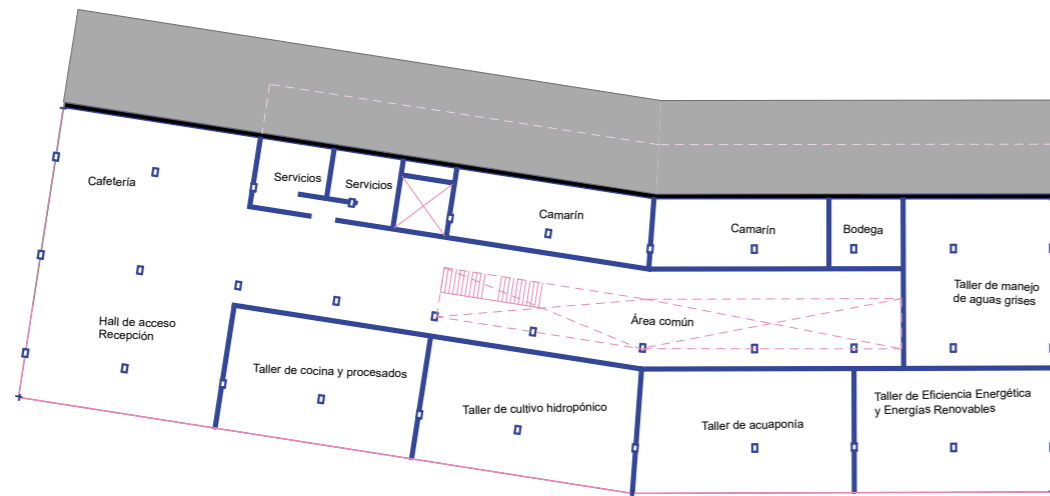 Cafetería
Servicios
Servicios
Camarín
Camarín
Bodega
Taller de manejo
de aguas grises
Hall de acceso
Recepción
Área común
Taller de cocina y procesados
Taller de cultivo hidropónico
Taller de acuaponía
Taller de Eficiencia Energética
y Energías Renovables